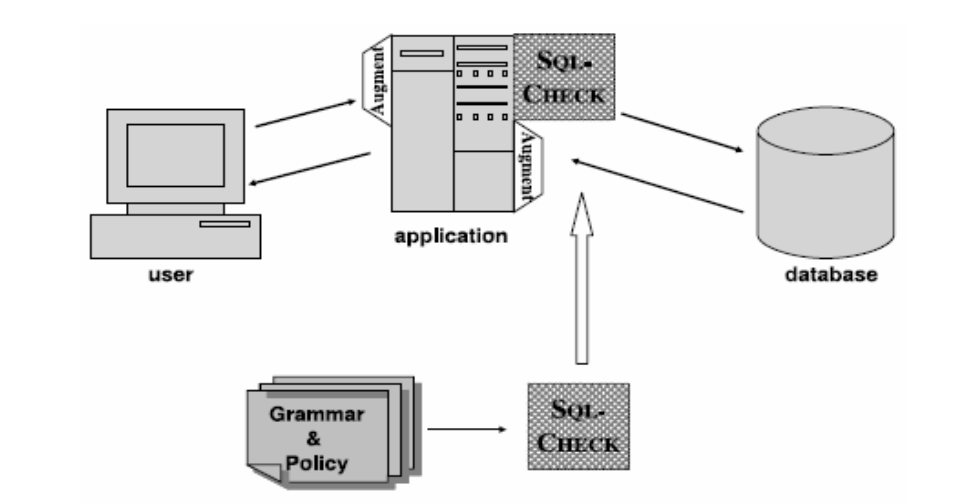 Augment
SQL-
CHECK
Augment
application
user
database
Grammar
&
Policy
SQL-
CHECK